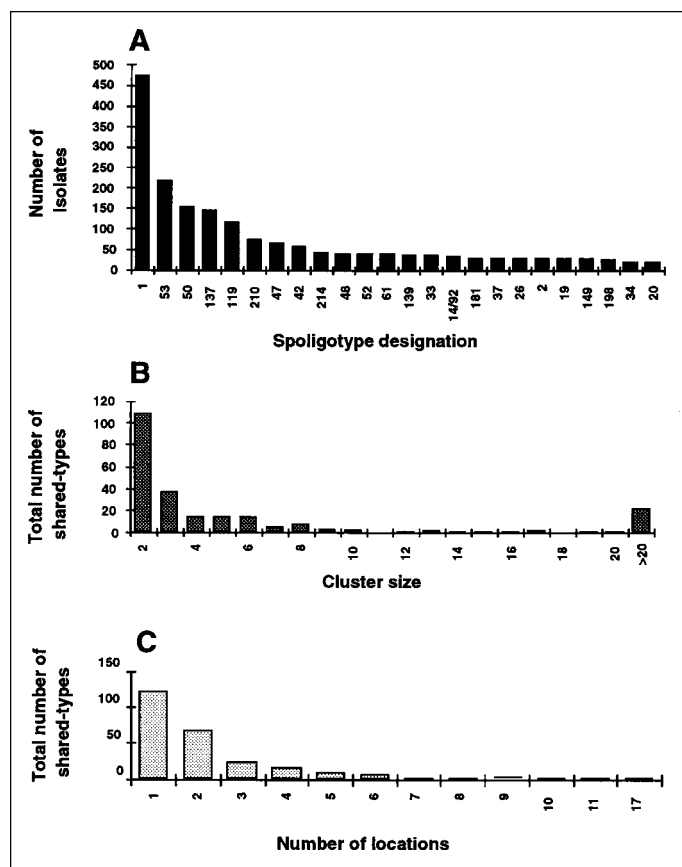 A
Number of
Isolates
500
450
400
350
300
250
200
150
100
50
0
1 53 50 137 119 210 47 42 214 48 52 61 139 33 14/92 181 37 26 2 19 149 198 34 20
Spoligotype designation
B
Total number of
shared-types
120
100
80
60
40
20
0
2 4 6 8 10 12 14 16 18 20 >20
Cluster size
C
Total number of
shared-types
150
100
50
0
1 2 3 4 5 6 7 8 9 10 11 17
Number of locations